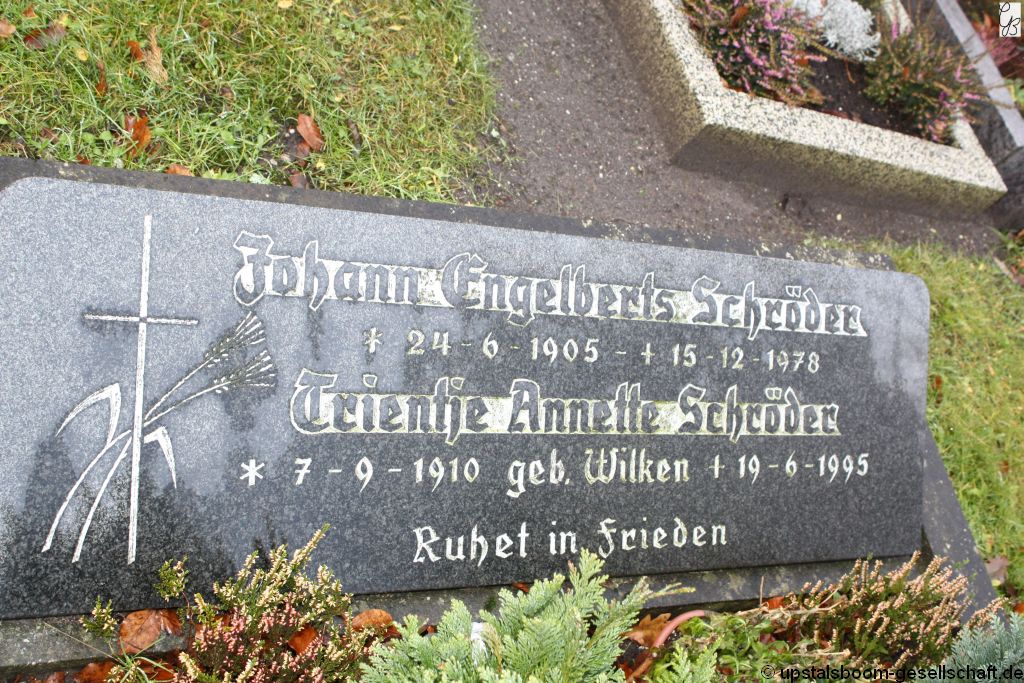 Johann Engelberts Schröder
* 24-6-1905 - + 15-12-1978
Trientje Annette Schröder
* 7-9-1910 geb. Wilken + 19-6-1995
Ruhet in Frieden
© upstalsboom-gesellschaft.de